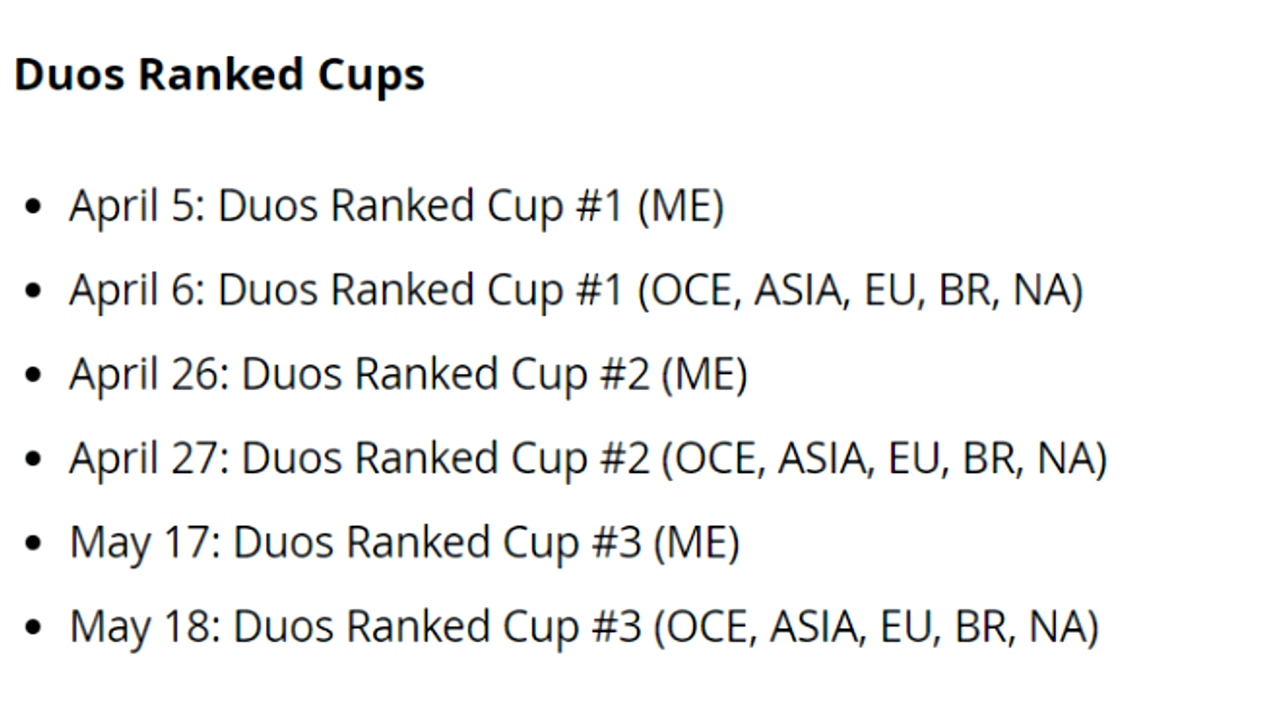 Duos Ranked Cups
• April 5: Duos Ranked Cup #1 (ME)
• April 6: Duos Ranked Cup #1 (OCE, ASIA, EU, BR, NA)
• April 26: Duos Ranked Cup #2 (ME)
• April 27: Duos Ranked Cup #2 (OCE, ASIA, EU, BR, NA)
• May 17: Duos Ranked Cup #3 (ME)
• May 18: Duos Ranked Cup #3 (OCE, ASIA, EU, BR, NA)